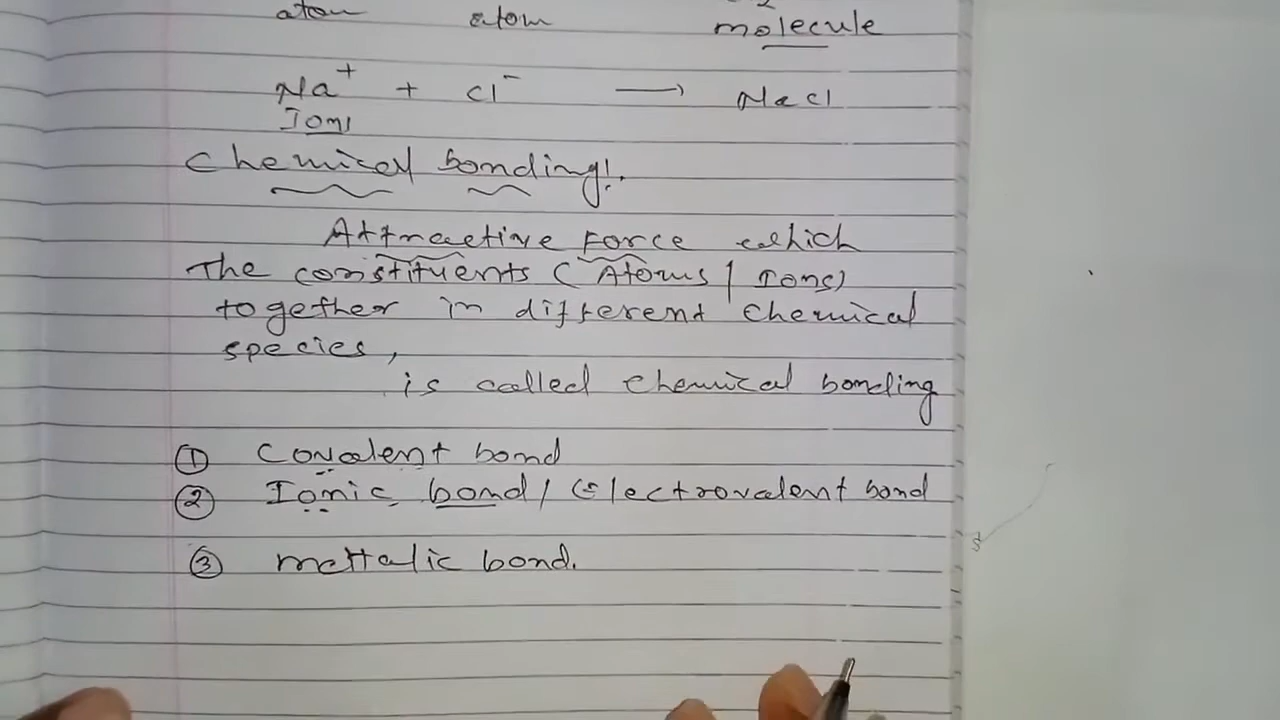 atom atom molecule
Na⁺ + Cl⁻ → NaCl
Ions
Chemical bonding:.
Attractive Force which
The constituents (Atoms | Ions)
together in different chemical
species,
is called chemical bonding
① Covalent bond
② Ionic bond / Electrovalent bond
③ mettalic bond.